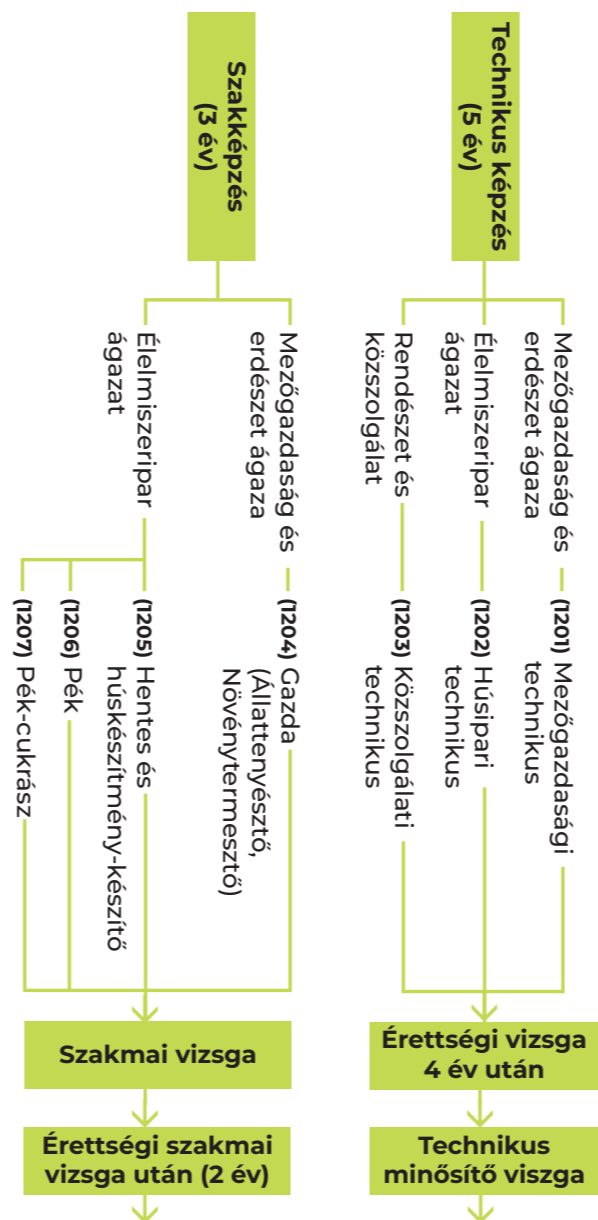 Technikus képzés
(5 év)
Mezőgazdaság és
erdészet ágaza
(1201) Mezőgazdasági
technikus
Élelmiszeripar
ágazat
(1202) Húsipari
technikus
Rendészet és
közszolgálat
(1203) Közszolgálati
technikus
Érettségi vizsga
4 év után
Technikus
minősítő viszga
Szakképzés
(3 év)
Mezőgazdaság és
erdészet ágaza
(1204) Gazda
(Állattenyésztő,
Növénytermesztő)
Élelmiszeripar
ágazat
(1205) Hentes és
húskészítmény-készítő
(1206) Pék
(1207) Pék-cukrász
Szakmai vizsga
Érettségi szakmai
vizsga után (2 év)